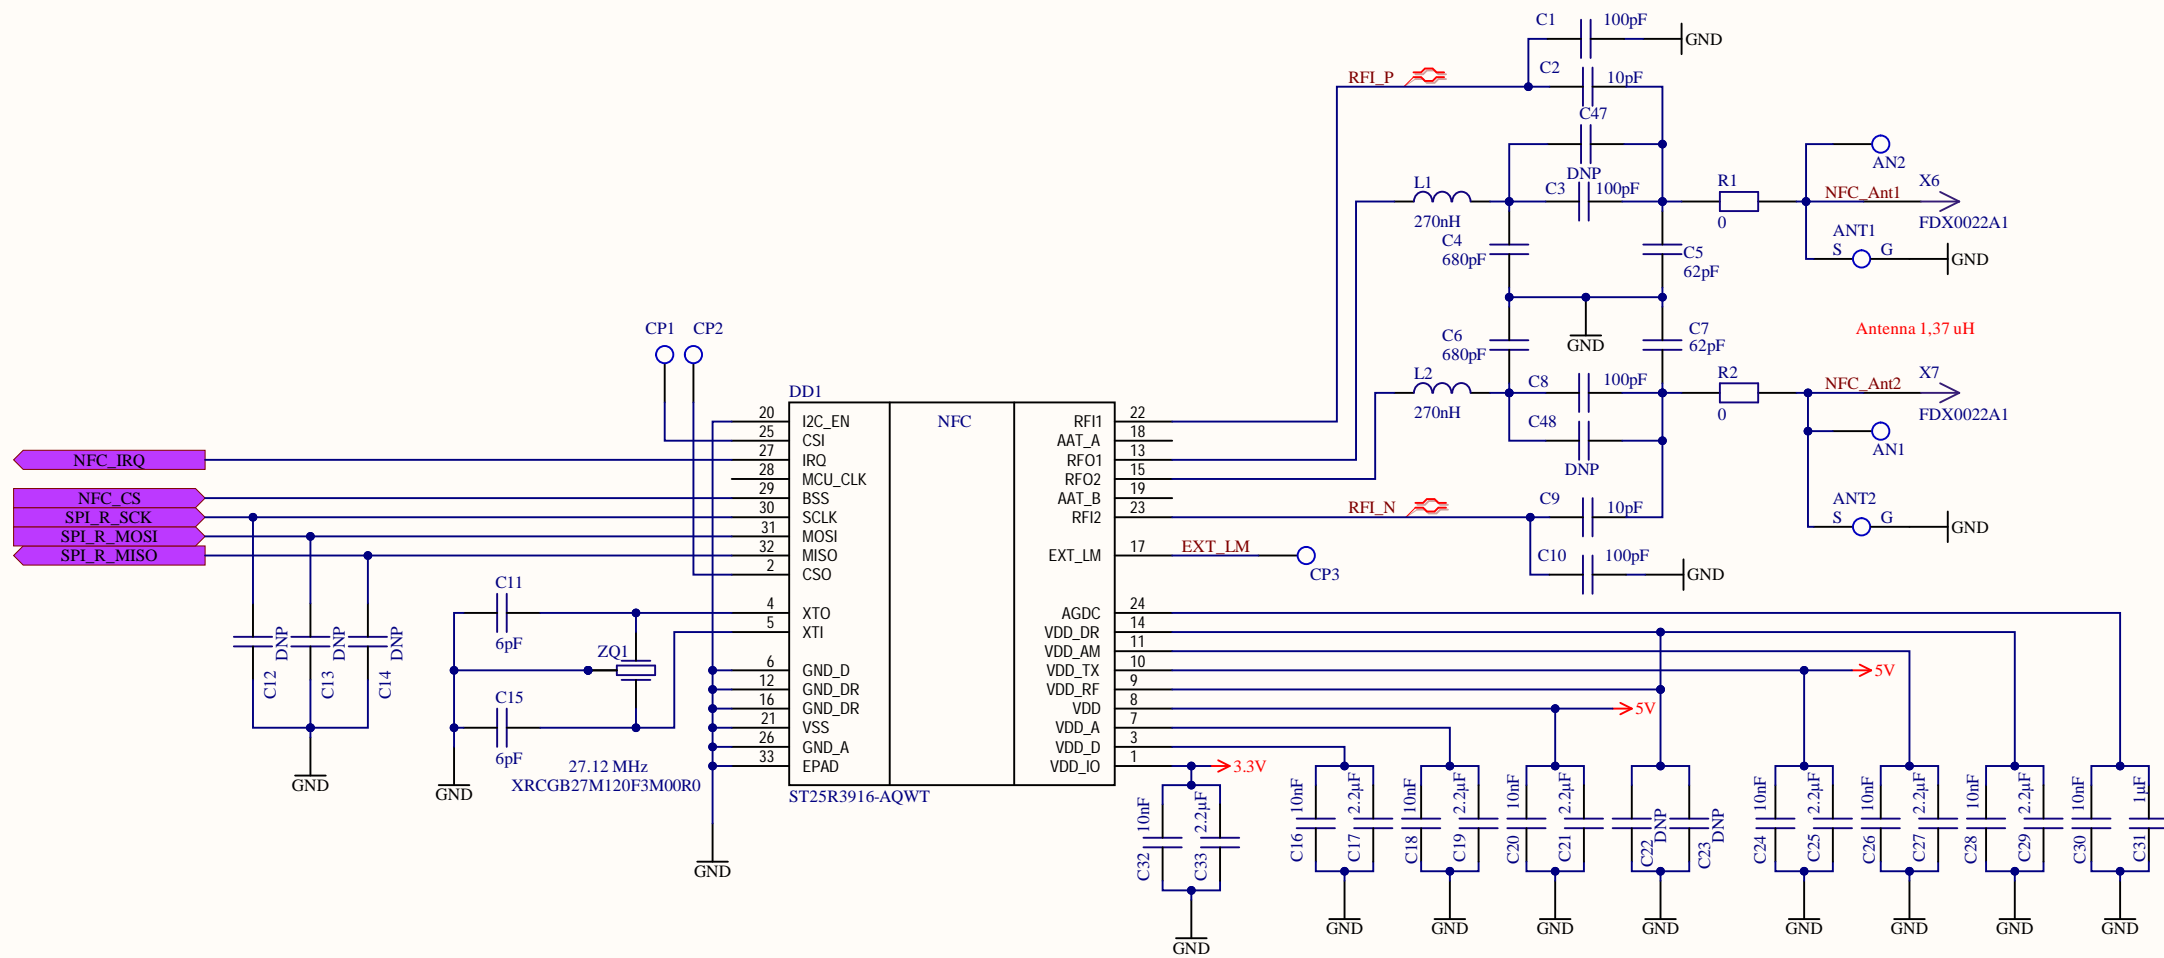 C1 100pF
GND
C2 10pF
RFI_P
C47
DNP
AN2
L1
270nH
C3 100pF
R1
0
NFC_Ant1
X6
FDX0022A1
C4
680pF
C5
62pF
ANT1
S G
GND
CP1 CP2
GND
C6
680pF
C7
62pF
Antenna 1,37 uH
L2
270nH
C8 100pF
R2
0
NFC_Ant2
X7
FDX0022A1
C48
DNP
AN1
RFI_N
C9 10pF
ANT2
S G
GND
C10 100pF
GND
EXT_LM
CP3
DD1
NFC
20 I2C_EN
25 CSI
27 IRQ
28 MCU_CLK
29 BSS
30 SCLK
31 MOSI
32 MISO
2 CSO
4 XTO
5 XTI
6 GND_D
12 GND_DR
16 GND_DR
21 VSS
26 GND_A
33 EPAD
RFI1 22
AAT_A 18
RFO1 13
RFO2 15
AAT_B 19
RFI2 23
EXT_LM 17
AGDC 24
VDD_DR 14
VDD_AM 11
VDD_TX 10
VDD_RF 9
VDD 8
VDD_A 7
VDD_D 3
VDD_IO 1
ST25R3916-AQWT
NFC_IRQ
NFC_CS
SPI_R_SCK
SPI_R_MOSI
SPI_R_MISO
C12 DNP
C13 DNP
C14 DNP
GND
C11
6pF
ZQ1
C15
6pF
27.12 MHz
XRCGB27M120F3M00R0
GND
GND
5V
5V
3.3V
C32 10nF
C33 2.2µF
GND
C16 10nF
C17 2.2µF
GND
C18 10nF
C19 2.2µF
GND
C20 10nF
C21 2.2µF
GND
C22 DNP
C23 DNP
GND
C24 10nF
C25 2.2µF
GND
C26 10nF
C27 2.2µF
GND
C28 10nF
C29 2.2µF
GND
C30 10nF
C31 1µF
GND